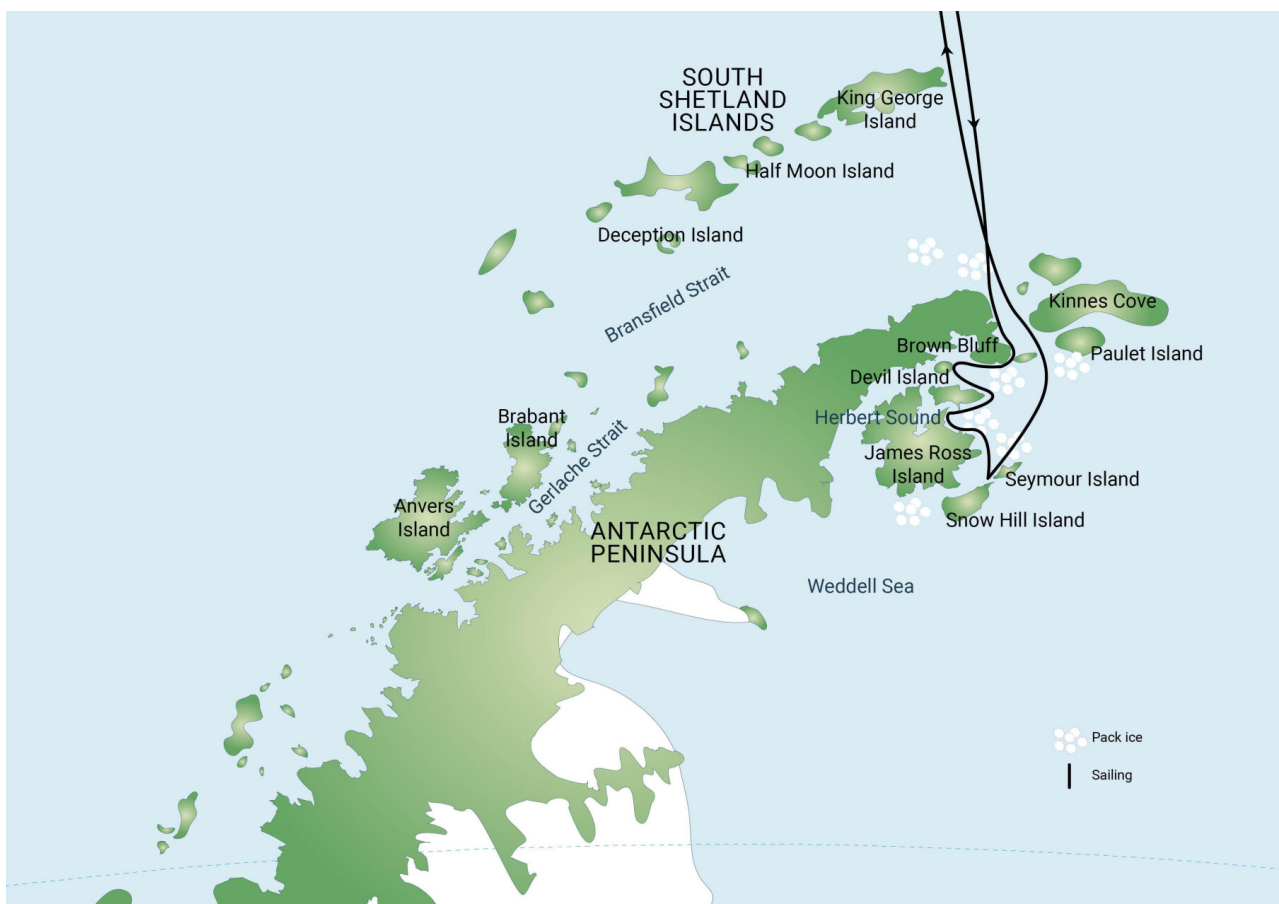 SOUTH
SHETLAND
ISLANDS
King George
Island
Half Moon Island
Deception Island
Bransfield Strait
Kinnes Cove
Brown Bluff
Paulet Island
Devil Island
Herbert Sound
Brabant
Island
Gerlache Strait
James Ross
Island
Seymour Island
Anvers
Island
Snow Hill Island
ANTARCTIC
PENINSULA
Weddell Sea
Pack ice
Sailing